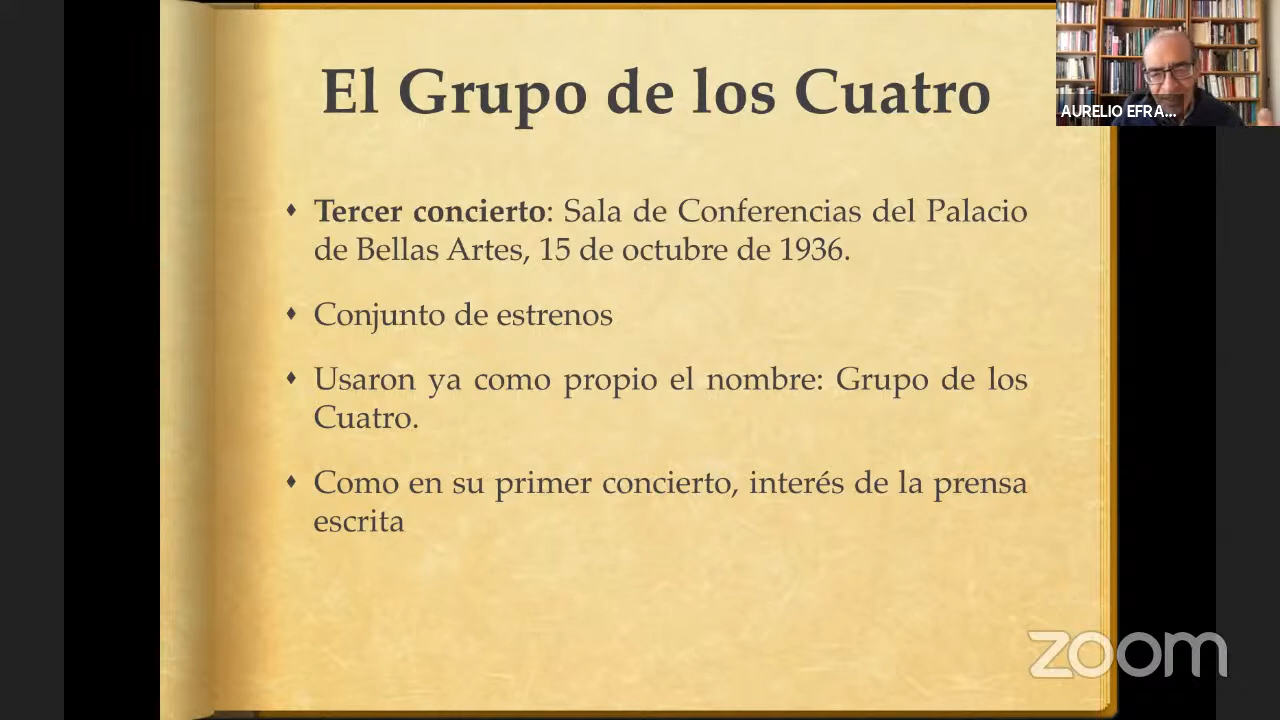 El Grupo de los Cuatro
AURELIO EFRA...
⬧ Tercer concierto: Sala de Conferencias del Palacio
de Bellas Artes, 15 de octubre de 1936.
⬧ Conjunto de estrenos
⬧ Usaron ya como propio el nombre: Grupo de los
Cuatro.
⬧ Como en su primer concierto, interés de la prensa
escrita
zoom